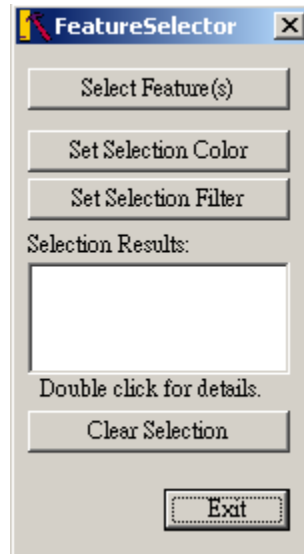 FeatureSelector
Select Feature(s)
Set Selection Color
Set Selection Filter
Selection Results:
Double click for details.
Clear Selection
Exit